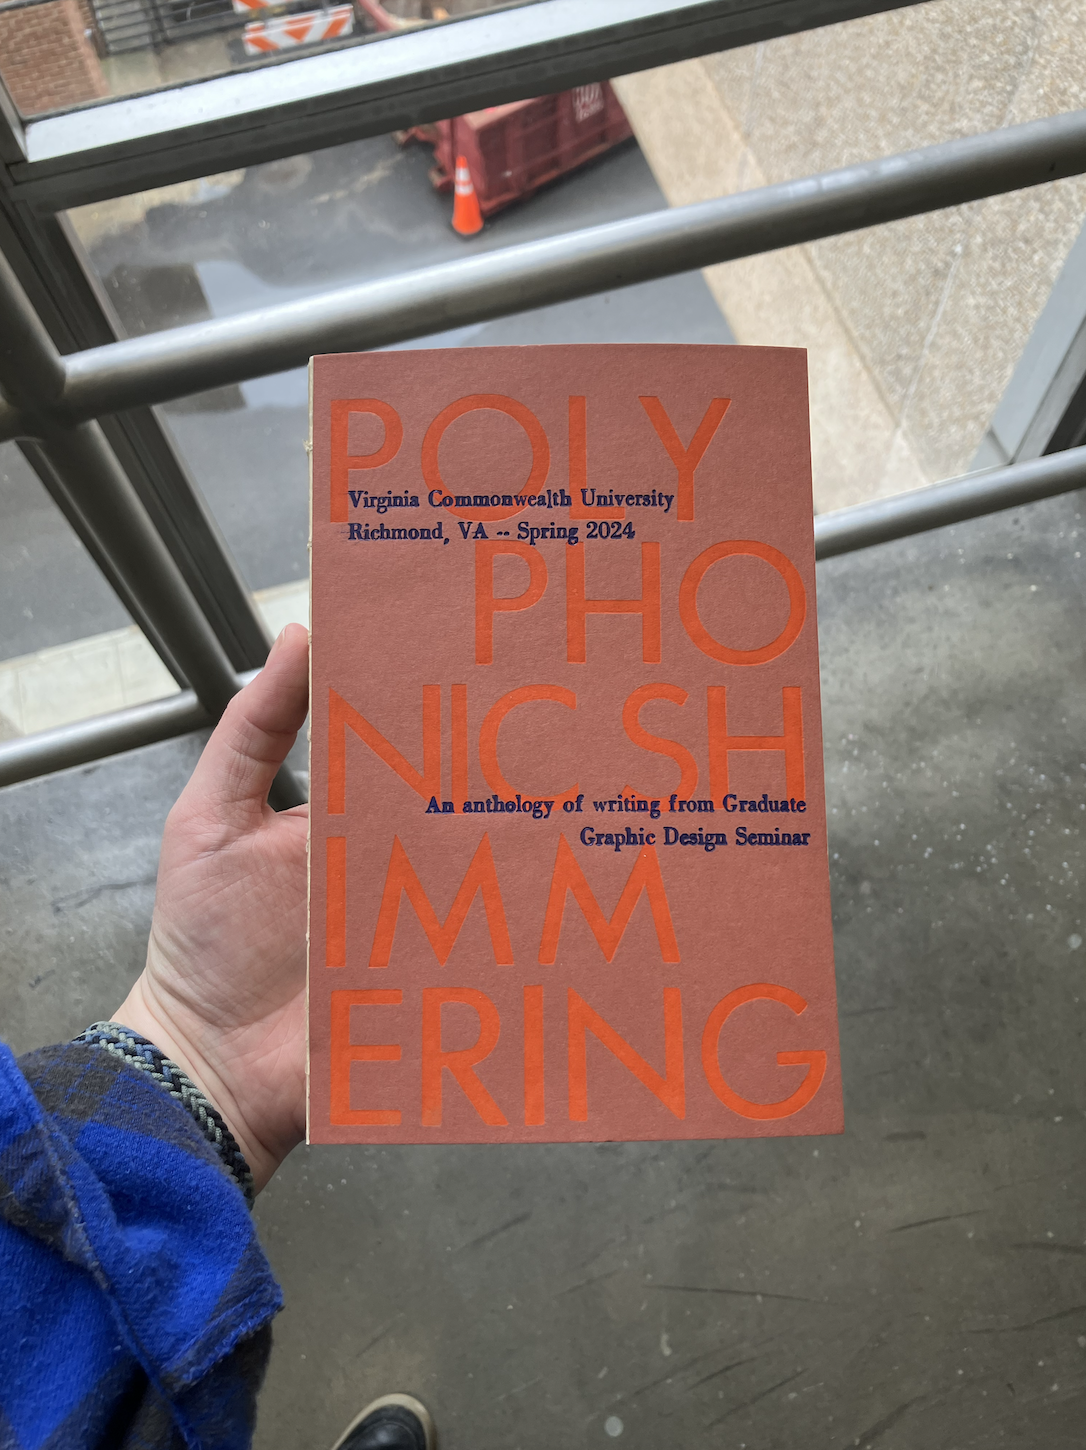 POLY
Virginia Commonwealth University
Richmond, VA -- Spring 2024
PHO
NIC SH
An anthology of writing from Graduate
Graphic Design Seminar
IMM
ERING